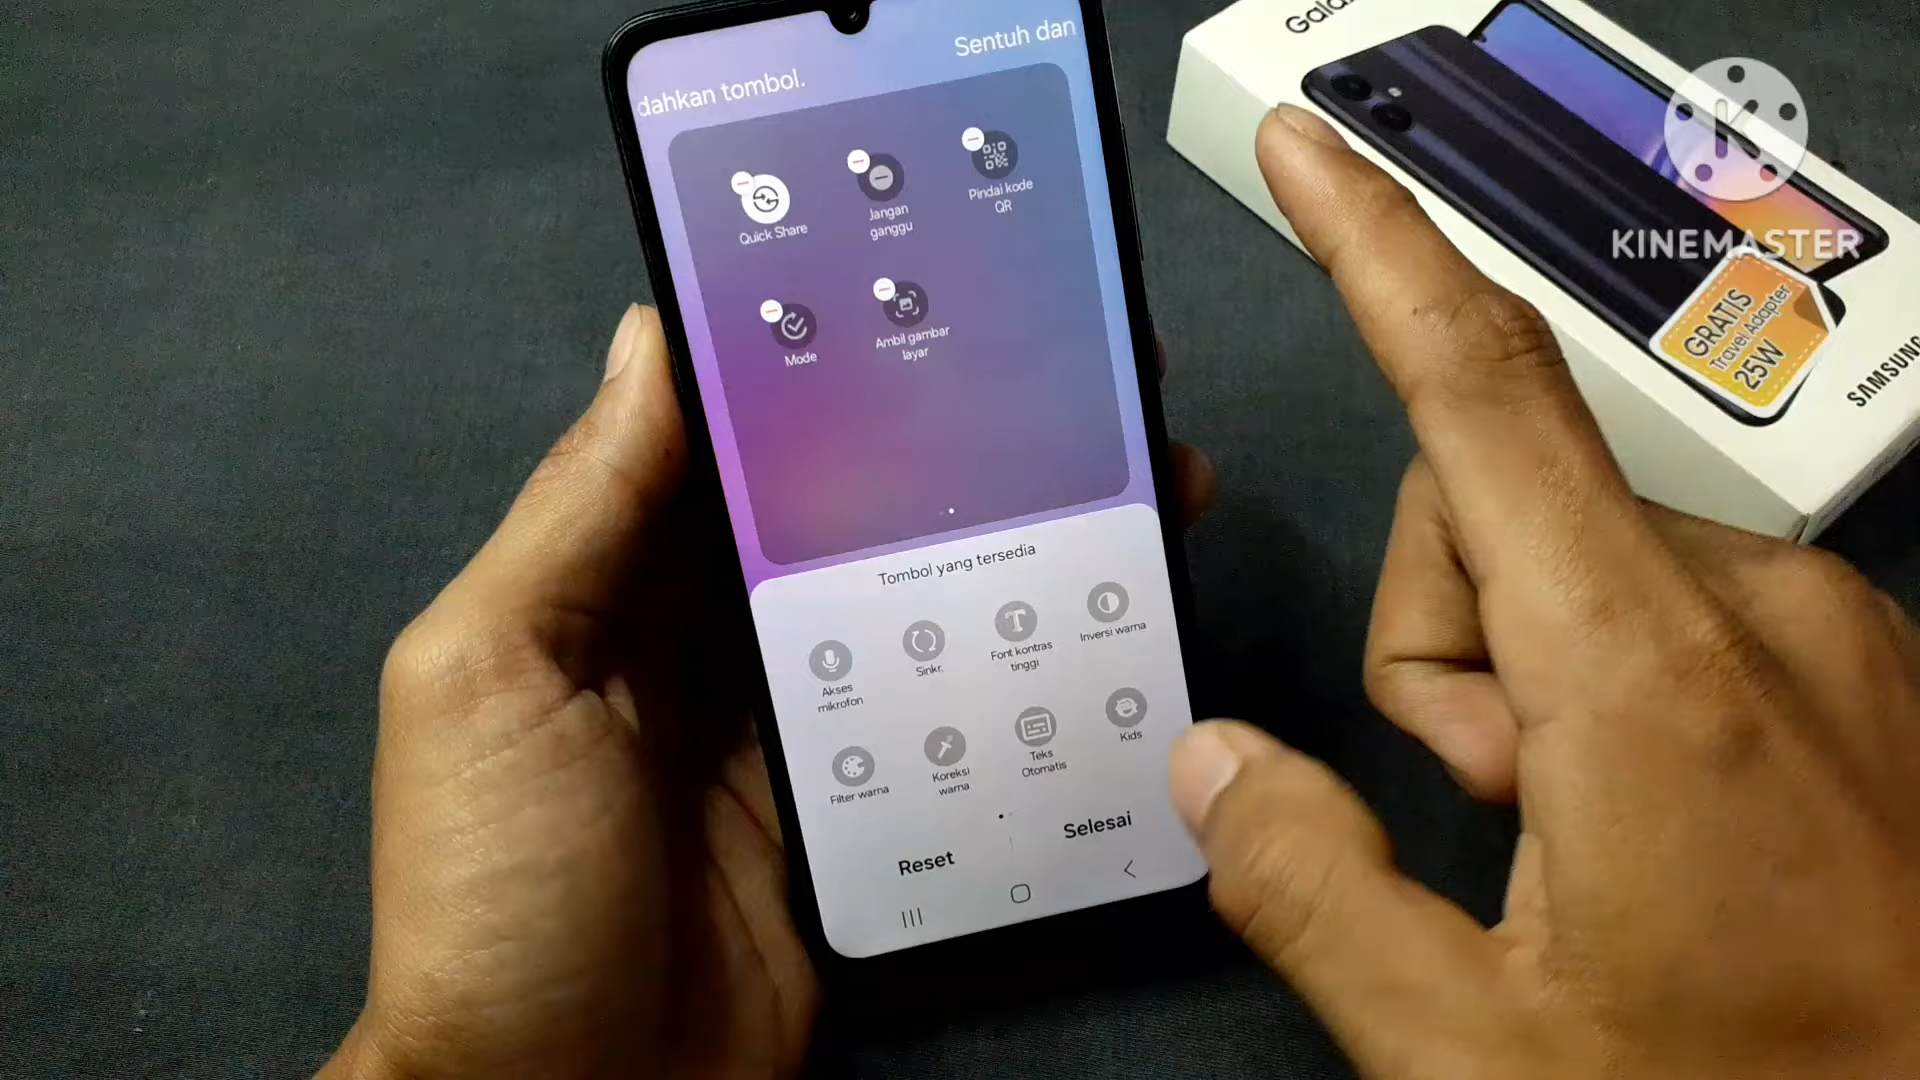 dahkan tombol.
Sentuh dan
Quick Share
Jangan
ganggu
Pindai kode
QR
Mode
Ambil gambar
layar
Tombol yang tersedia
Akses
mikrofon
Sinkr.
Font kontras
tinggi
Inversi warna
Filter warna
Koreksi
warna
Teks
Otomatis
Kids
Reset
Selesai
K
KINEMASTER
GRATIS
Travel Adapter
25W
SAMSUNG